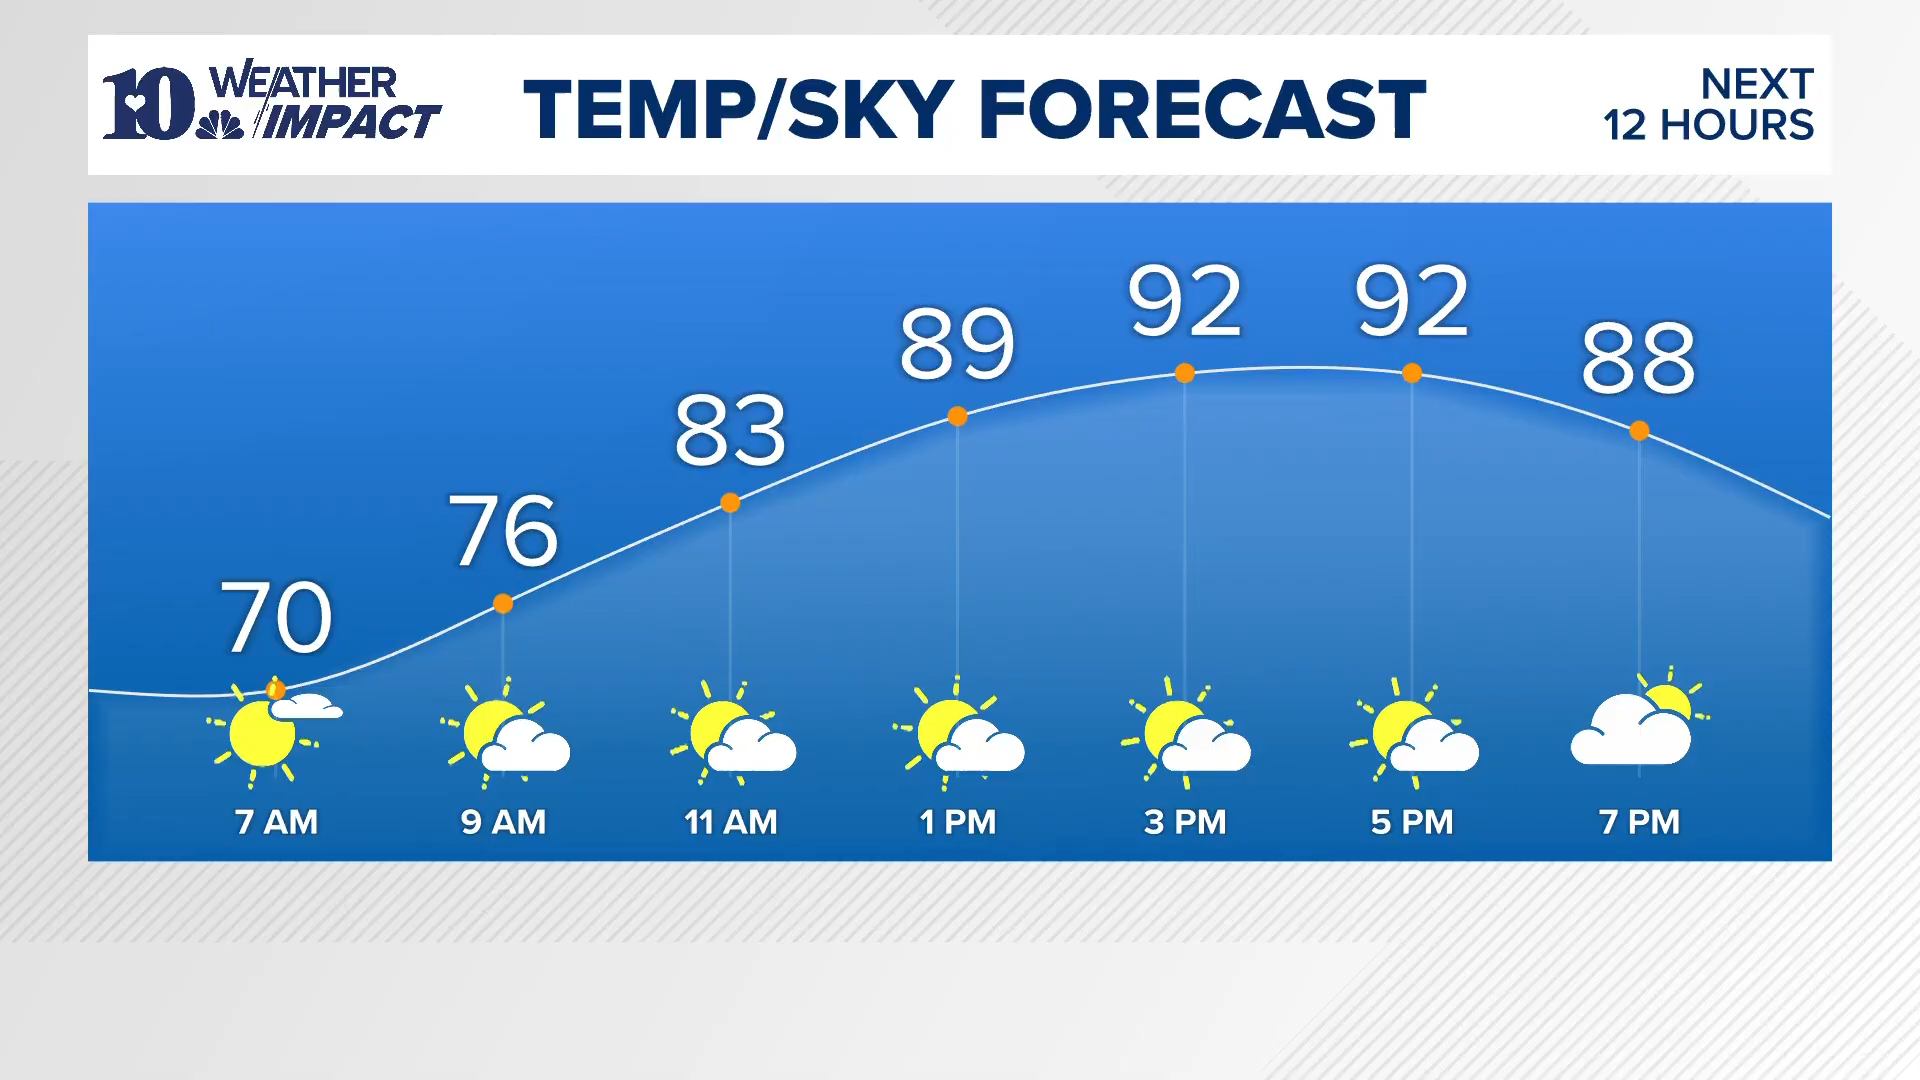 10 WEATHER
IMPACT
TEMP/SKY FORECAST
NEXT
12 HOURS
70
76
83
89
92
92
88
7 AM
9 AM
11 AM
1 PM
3 PM
5 PM
7 PM